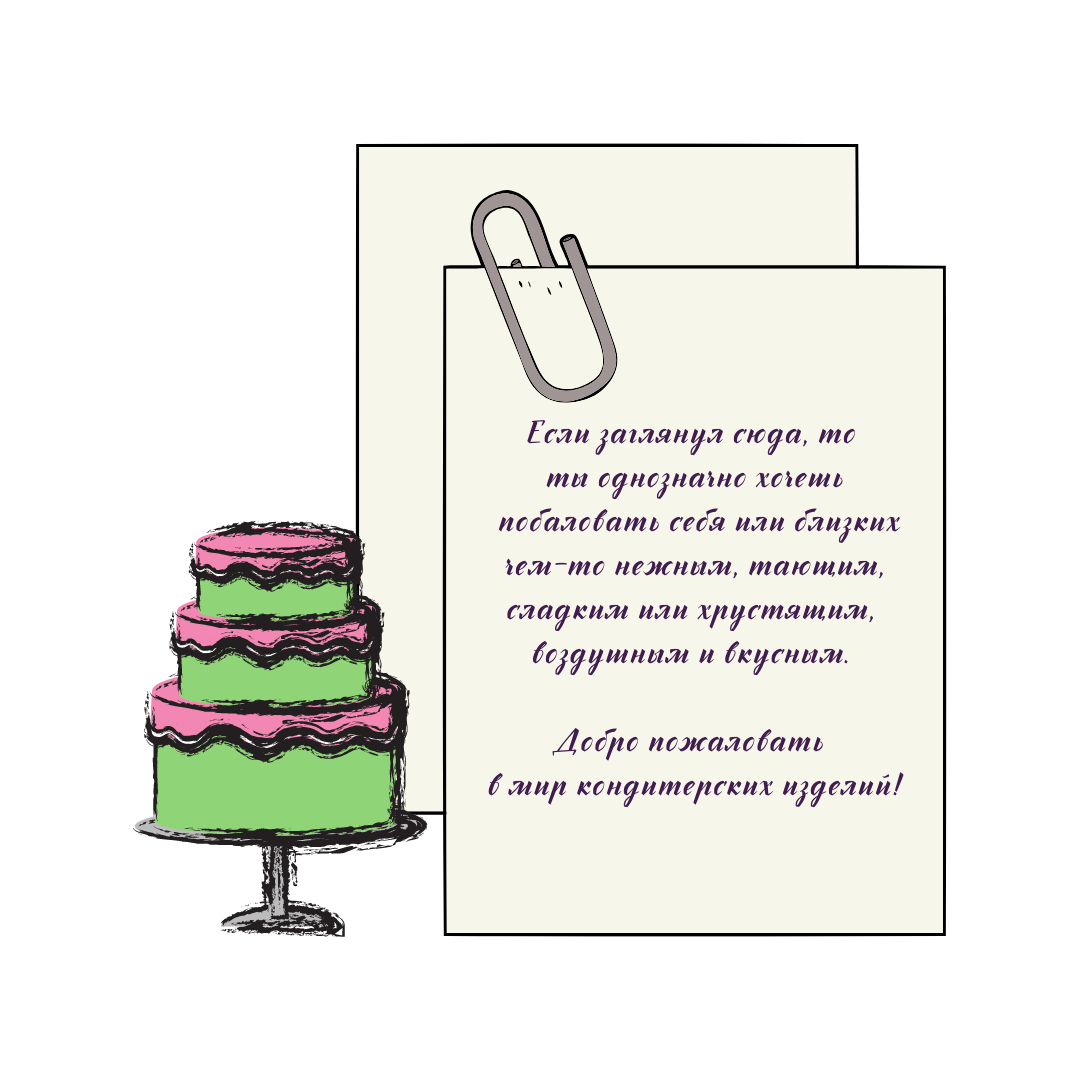 Если заглянул сюда, то
ты однозначно хочешь
побаловать себя или близких
чем-то нежным, тающим,
сладким или хрустящим,
воздушным и вкусным.
Добро пожаловать
в мир кондитерских изделий!